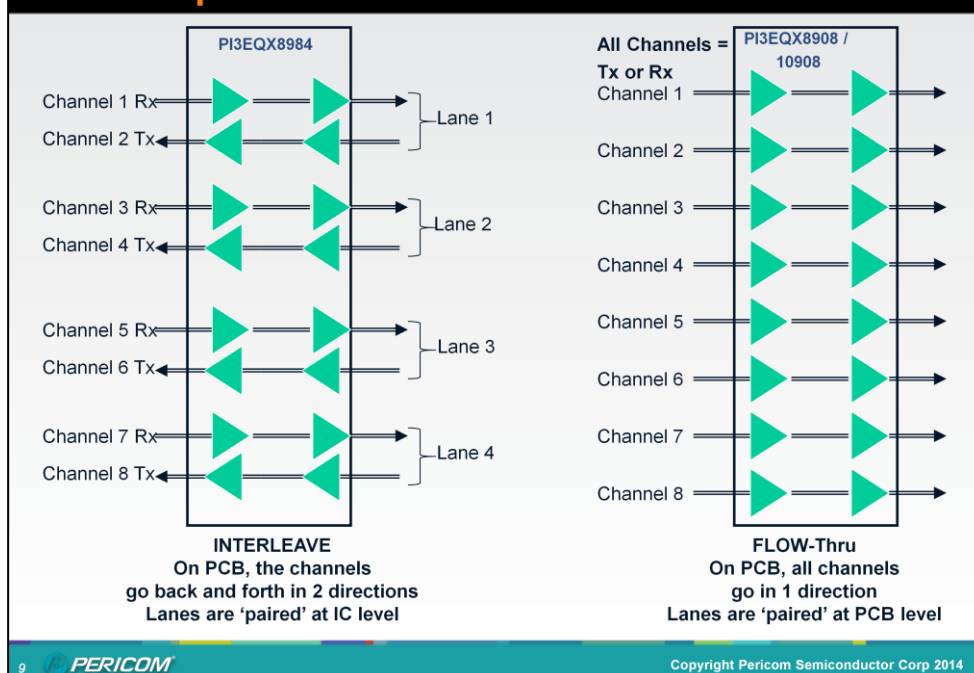 PI3EQX8984
Channel 1 Rx
Channel 2 Tx
Lane 1
Channel 3 Rx
Channel 4 Tx
Lane 2
Channel 5 Rx
Channel 6 Tx
Lane 3
Channel 7 Rx
Channel 8 Tx
Lane 4
INTERLEAVE
On PCB, the channels
go back and forth in 2 directions
Lanes are ‘paired’ at IC level
All Channels =
Tx or Rx
PI3EQX8908 /
10908
Channel 1
Channel 2
Channel 3
Channel 4
Channel 5
Channel 6
Channel 7
Channel 8
FLOW-Thru
On PCB, all channels
go in 1 direction
Lanes are ‘paired’ at PCB level
9 PERICOM
Copyright Pericom Semiconductor Corp 2014